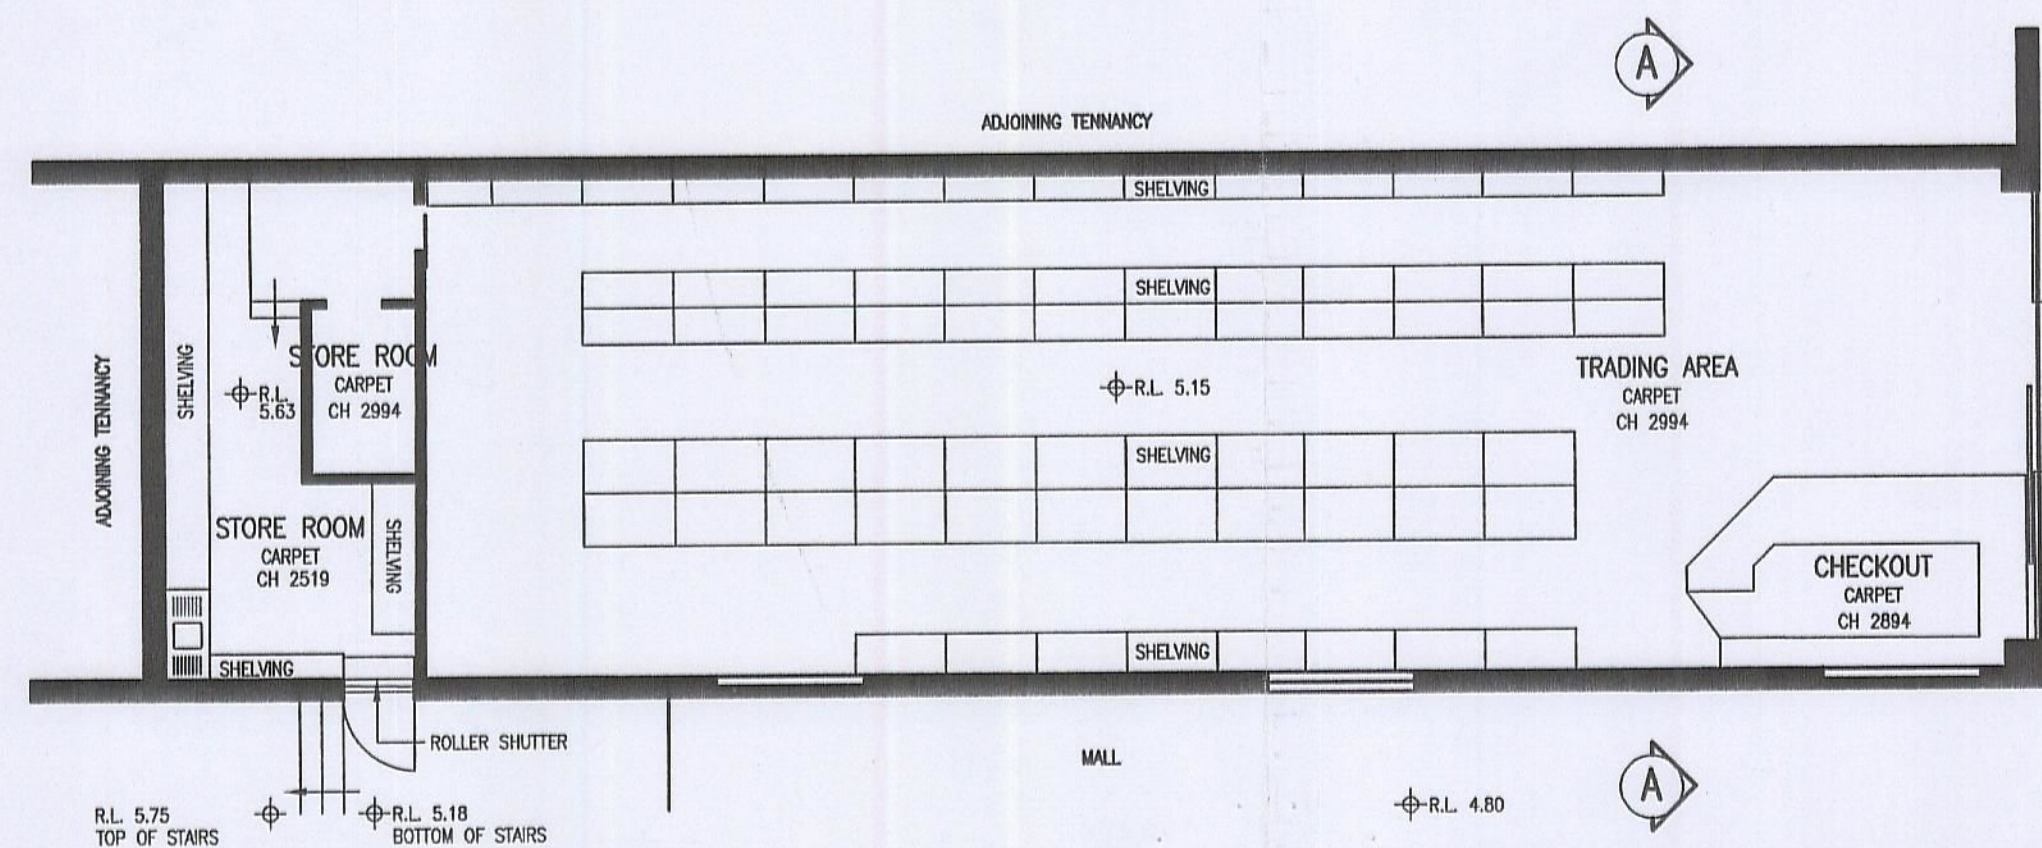 A
ADJOINING TENNANCY
SHELVING
SHELVING
SHELVING
STORE ROOM
CARPET
CH 2994
R.L.
5.63
R.L. 5.15
TRADING AREA
CARPET
CH 2994
ADJOINING TENNANCY
SHELVING
STORE ROOM
CARPET
CH 2519
SHELVING
CHECKOUT
CARPET
CH 2894
SHELVING
SHELVING
ROLLER SHUTTER
MALL
A
R.L. 4.80
R.L. 5.75
TOP OF STAIRS
R.L. 5.18
BOTTOM OF STAIRS